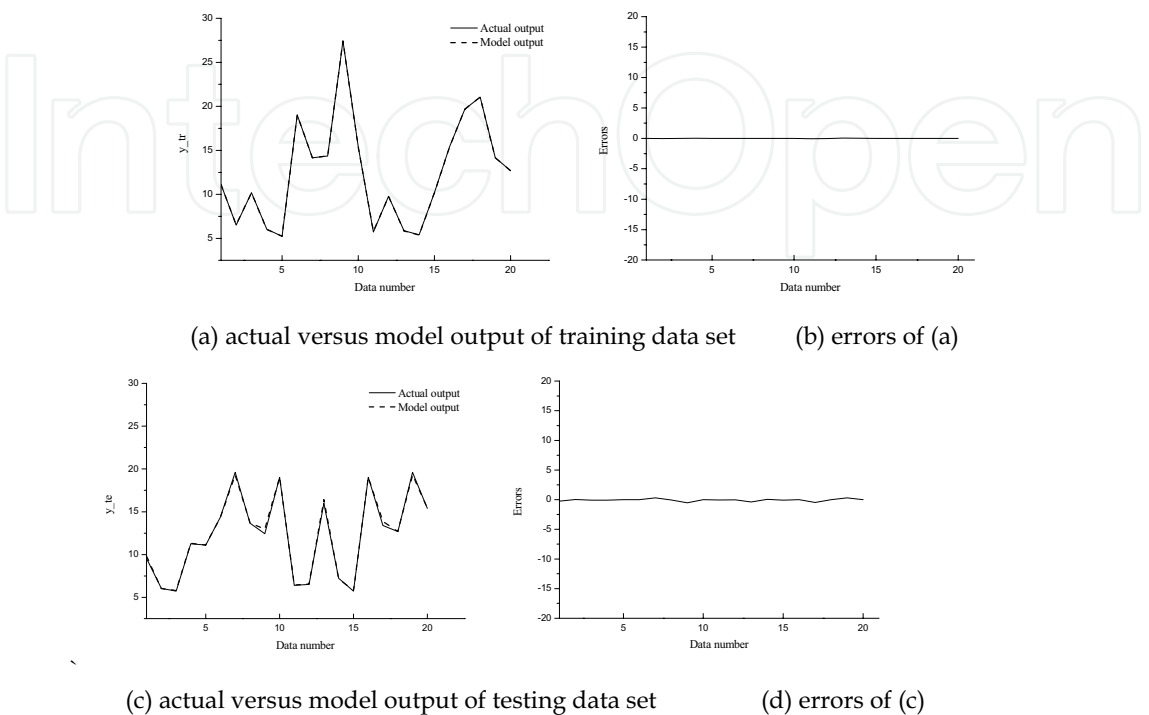 IntechOpen
30
25
20
15
10
5
y_tr
5 10 15 20
Data number
Actual output
Model output
20
15
10
5
0
-5
-10
-15
-20
Errors
5 10 15 20
Data number
(a) actual versus model output of training data set (b) errors of (a)
30
25
20
15
10
5
y_te
5 10 15 20
Data number
Actual output
Model output
20
15
10
5
0
-5
-10
-15
-20
Errors
5 10 15 20
Data number
`
(c) actual versus model output of testing data set (d) errors of (c)